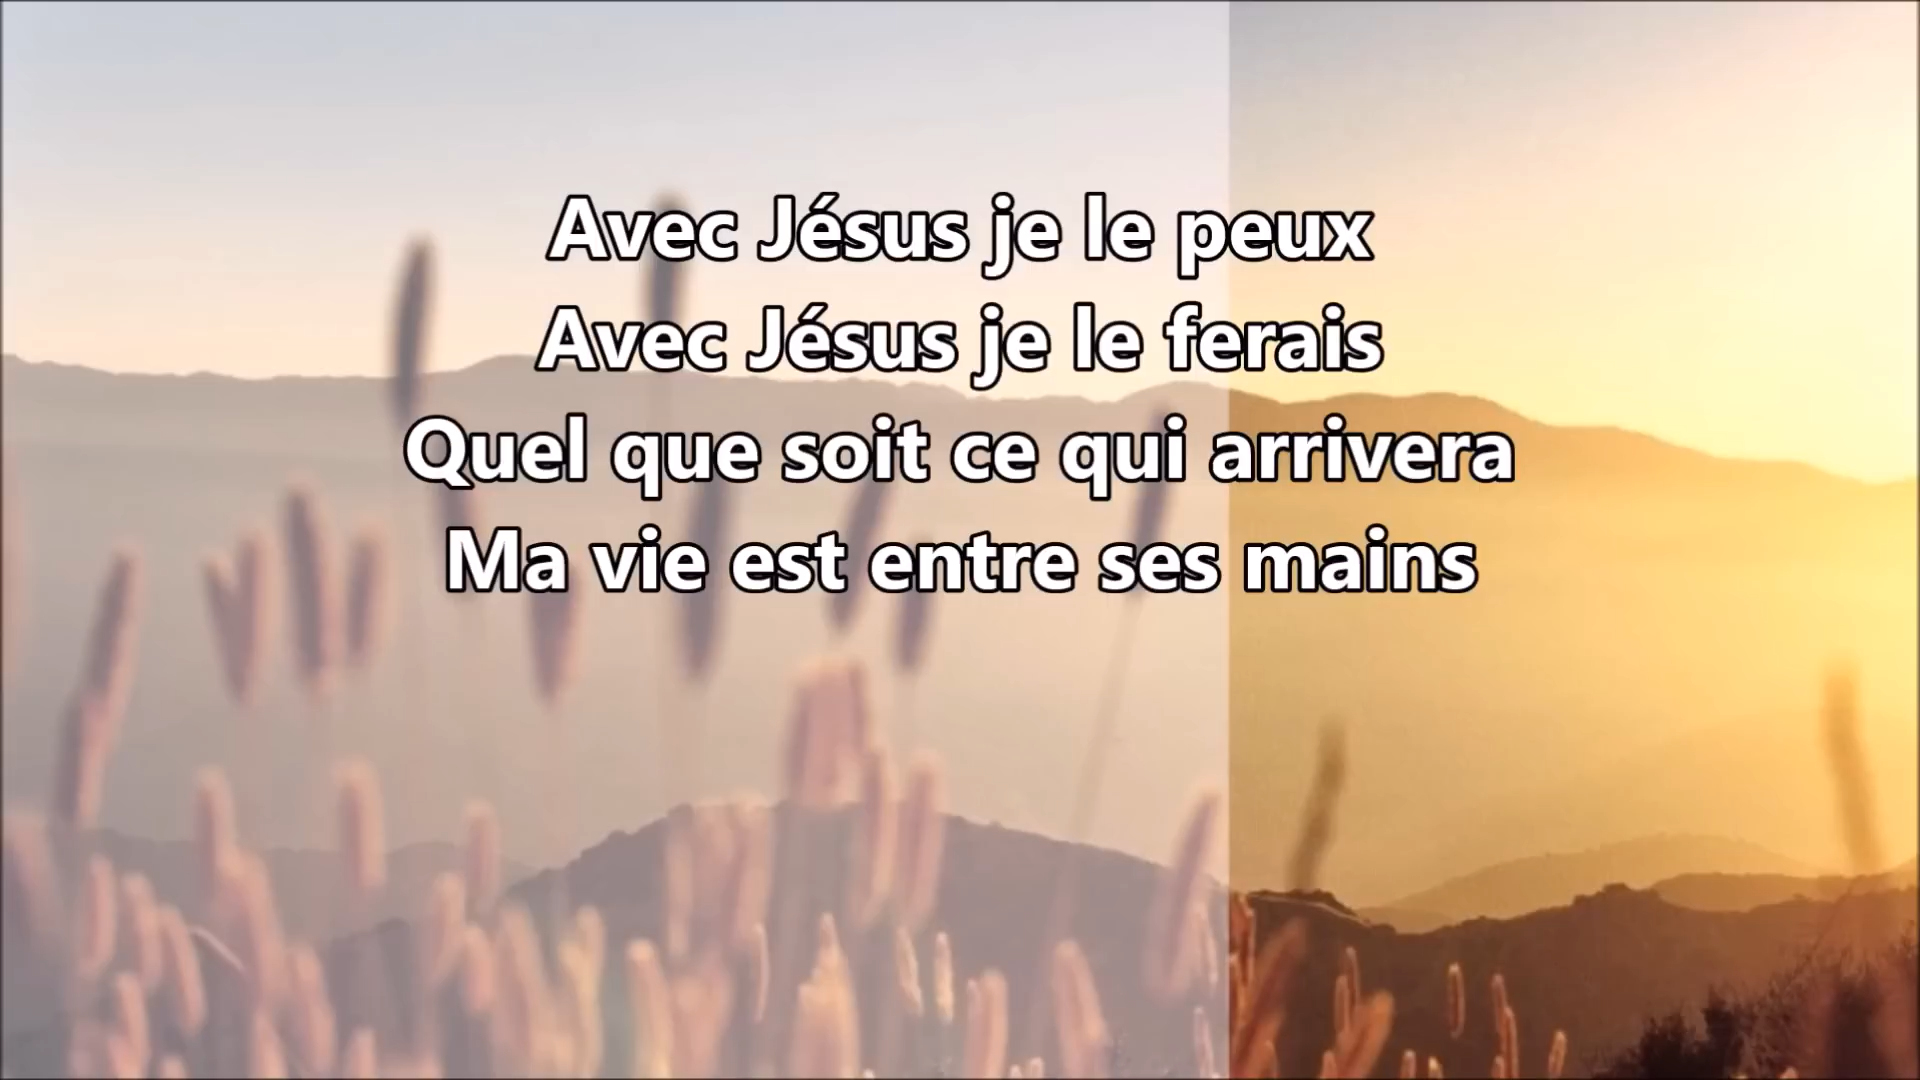 Avec Jésus je le peux
Avec Jésus je le ferais
Quel que soit ce qui arrivera
Ma vie est entre ses mains